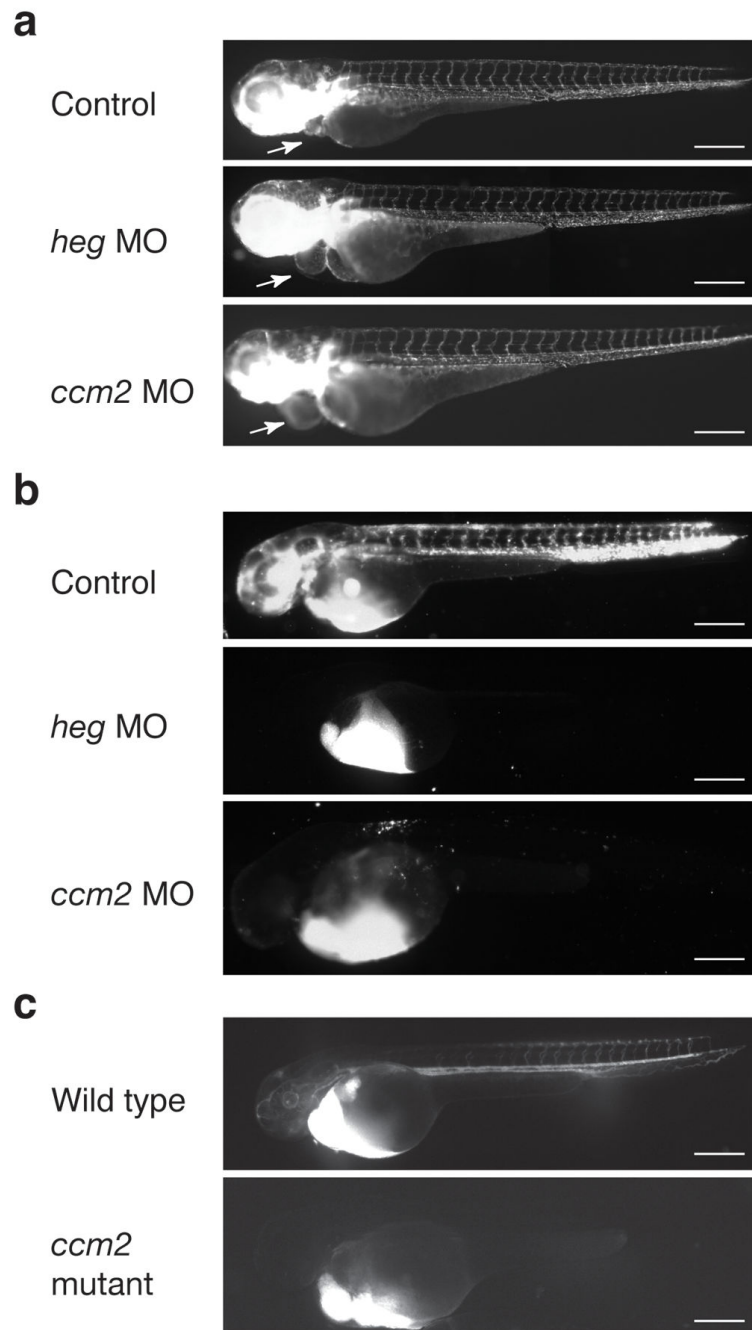 a
Control
heg MO
ccm2 MO
b
Control
heg MO
ccm2 MO
c
Wild type
ccm2
mutant